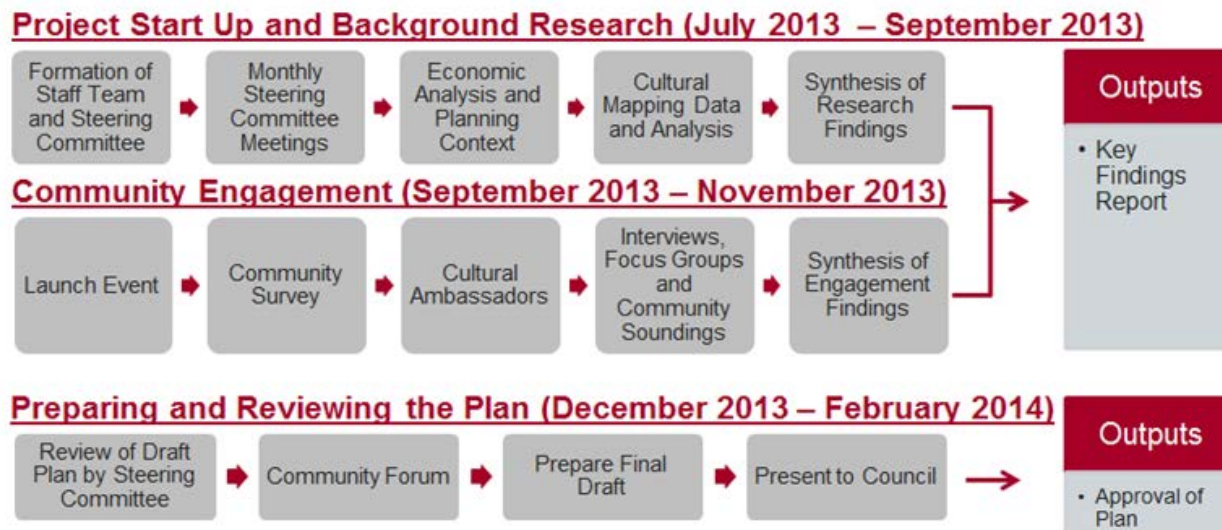 Project Start Up and Background Research (July 2013 – September 2013)
Formation of
Staff Team
and Steering
Committee
Monthly
Steering
Committee
Meetings
Economic
Analysis and
Planning
Context
Cultural
Mapping Data
and Analysis
Synthesis of
Research
Findings
Outputs
• Key
Findings
Report
Community Engagement (September 2013 – November 2013)
Launch Event
Community
Survey
Cultural
Ambassadors
Interviews,
Focus Groups
and
Community
Soundings
Synthesis of
Engagement
Findings
Preparing and Reviewing the Plan (December 2013 – February 2014)
Review of Draft
Plan by Steering
Committee
Community Forum
Prepare Final
Draft
Present to Council
Outputs
• Approval of
Plan